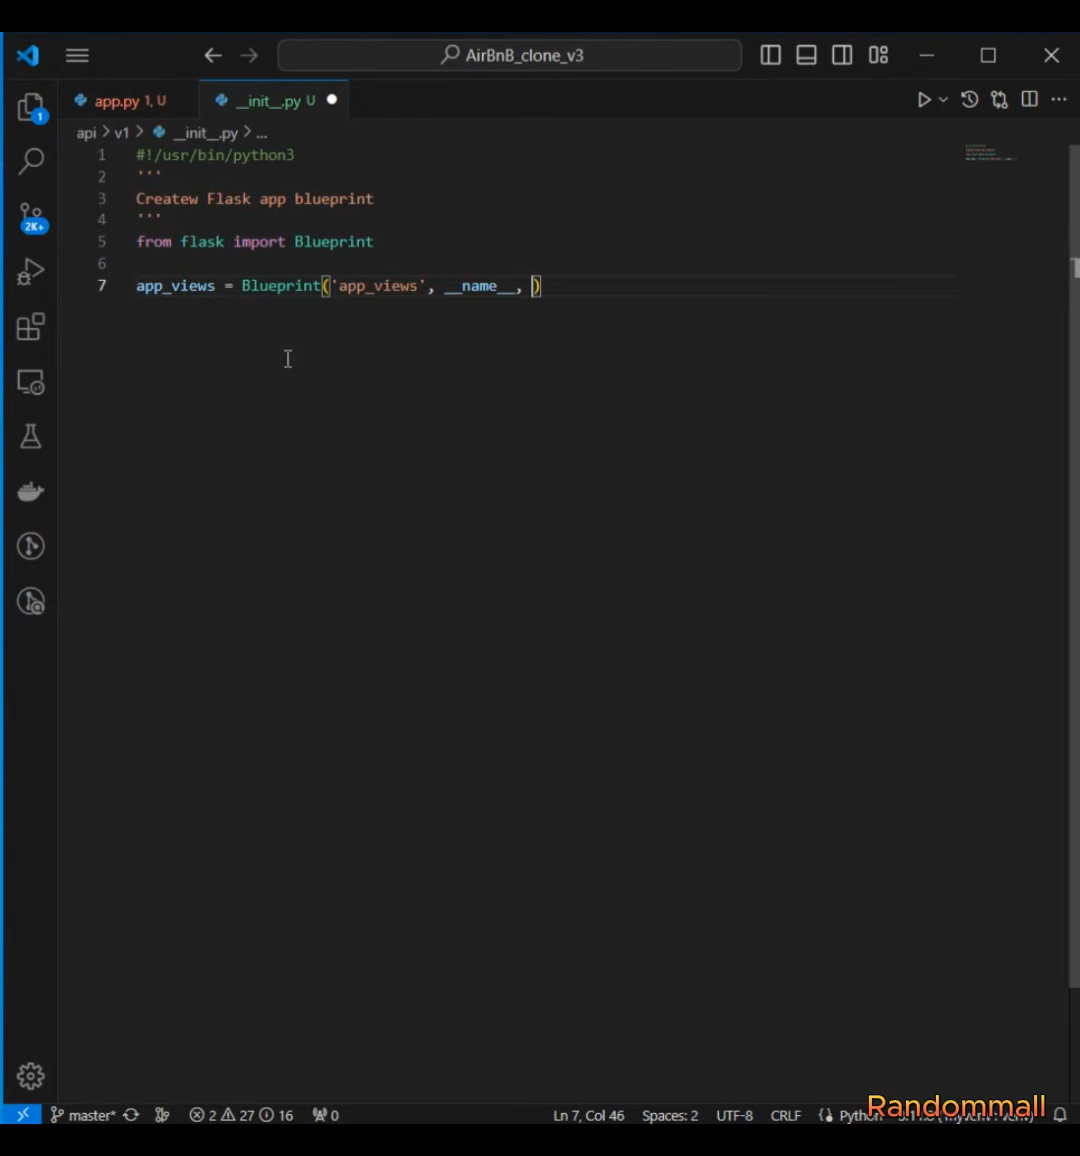 AirBnB_clone_v3
app.py 1, U
__init__.py U
api > v1 > __init__.py > ...
1 #!/usr/bin/python3
2 '''
3 Createw Flask app blueprint
4 '''
5 from flask import Blueprint
6
7 app_views = Blueprint('app_views', __name__, )
1
2K+
master* 2 27 16 0 Ln 7, Col 46 Spaces: 2 UTF-8 CRLF Python
Randommall